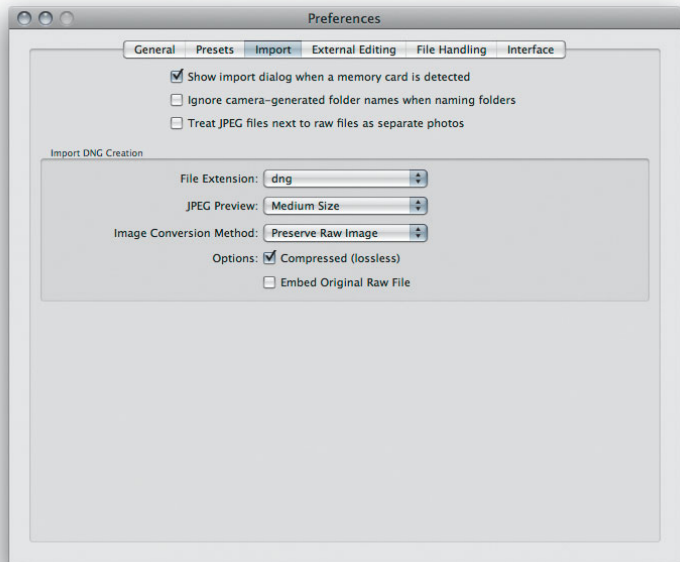 Preferences
General Presets Import External Editing File Handling Interface
Show import dialog when a memory card is detected
Ignore camera-generated folder names when naming folders
Treat JPEG files next to raw files as separate photos
Import DNG Creation
File Extension: dng
JPEG Preview: Medium Size
Image Conversion Method: Preserve Raw Image
Options: Compressed (lossless)
Embed Original Raw File